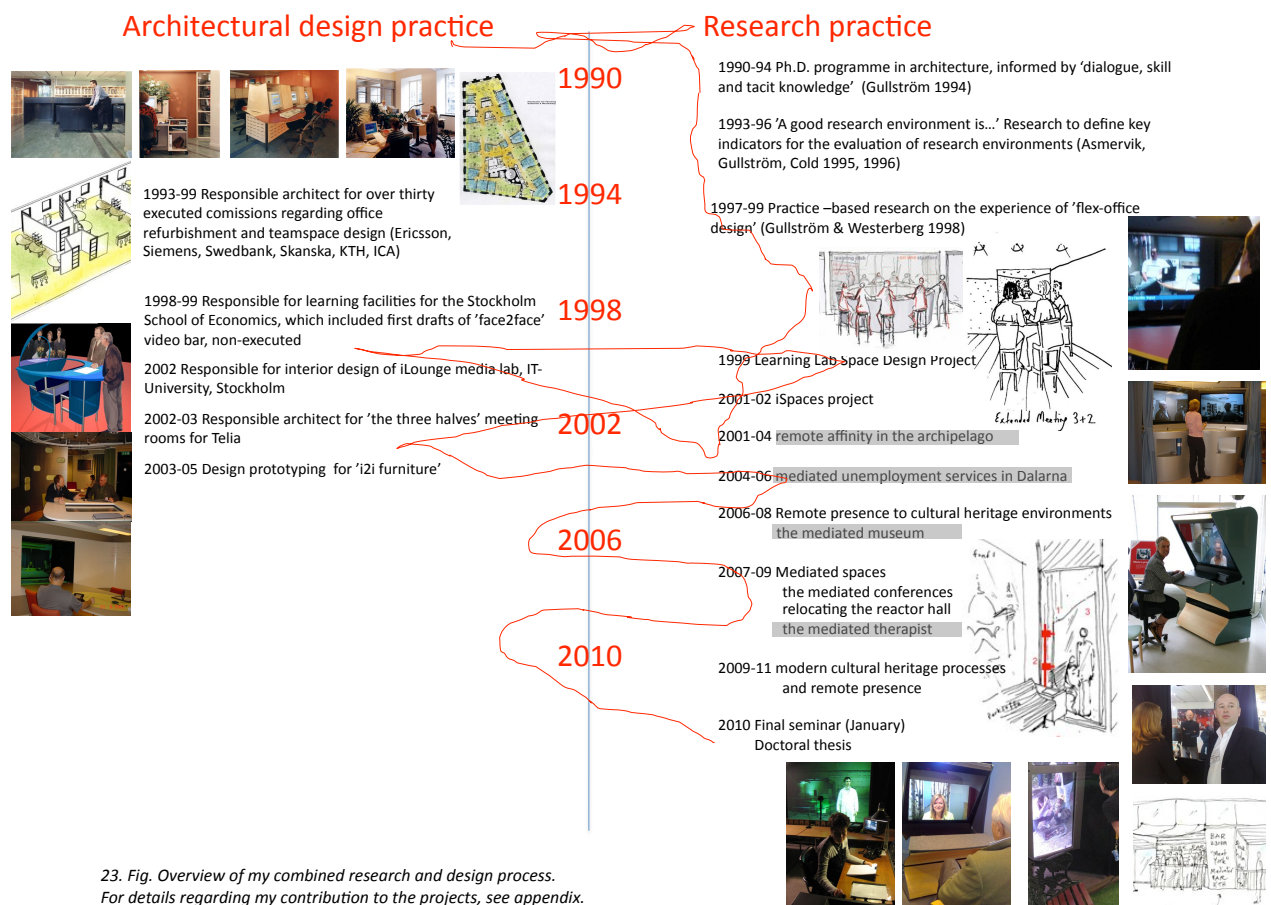 Architectural design practice
Research practice
1990
1994
1998
2002
2006
2010
1993-99 Responsible architect for over thirty
executed comissions regarding office
refurbishment and teamspace design (Ericsson,
Siemens, Swedbank, Skanska, KTH, ICA)
1998-99 Responsible for learning facilities for the Stockholm
School of Economics, which included first drafts of 'face2face'
video bar, non-executed
2002 Responsible for interior design of iLounge media lab, IT-
University, Stockholm
2002-03 Responsible architect for 'the three halves' meeting
rooms for Telia
2003-05 Design prototyping for 'i2i furniture'
1990-94 Ph.D. programme in architecture, informed by 'dialogue, skill
and tacit knowledge' (Gullström 1994)
1993-96 'A good research environment is…' Research to define key
indicators for the evaluation of research environments (Asmervik,
Gullström, Cold 1995, 1996)
1997-99 Practice –based research on the experience of 'flex-office
design' (Gullström & Westerberg 1998)
1999 Learning Lab Space Design Project
Extended Meeting 3+2
2001-02 iSpaces project
2001-04 remote affinity in the archipelago
2004-06 mediated unemployment services in Dalarna
2006-08 Remote presence to cultural heritage environments
the mediated museum
2007-09 Mediated spaces
the mediated conferences
relocating the reactor hall
the mediated therapist
1
3
2
2009-11 modern cultural heritage processes
and remote presence
2010 Final seminar (January)
Doctoral thesis
BAR
23. Fig. Overview of my combined research and design process.
For details regarding my contribution to the projects, see appendix.